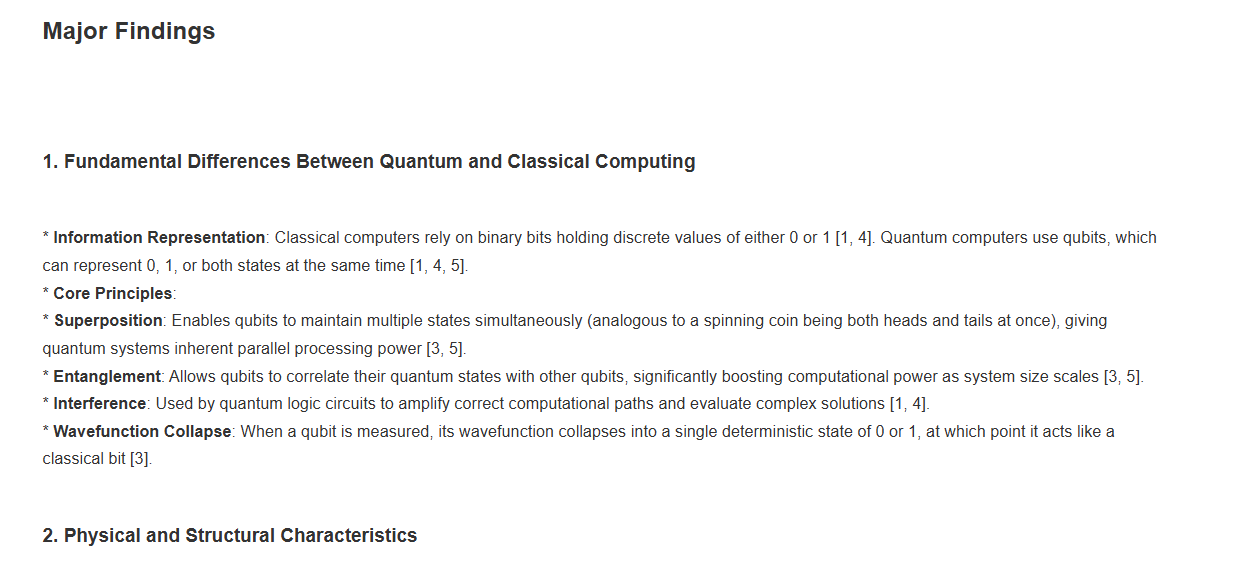 Major Findings
1. Fundamental Differences Between Quantum and Classical Computing
* Information Representation: Classical computers rely on binary bits holding discrete values of either 0 or 1 [1, 4]. Quantum computers use qubits, which
can represent 0, 1, or both states at the same time [1, 4, 5].
* Core Principles:
* Superposition: Enables qubits to maintain multiple states simultaneously (analogous to a spinning coin being both heads and tails at once), giving
quantum systems inherent parallel processing power [3, 5].
* Entanglement: Allows qubits to correlate their quantum states with other qubits, significantly boosting computational power as system size scales [3, 5].
* Interference: Used by quantum logic circuits to amplify correct computational paths and evaluate complex solutions [1, 4].
* Wavefunction Collapse: When a qubit is measured, its wavefunction collapses into a single deterministic state of 0 or 1, at which point it acts like a
classical bit [3].
2. Physical and Structural Characteristics